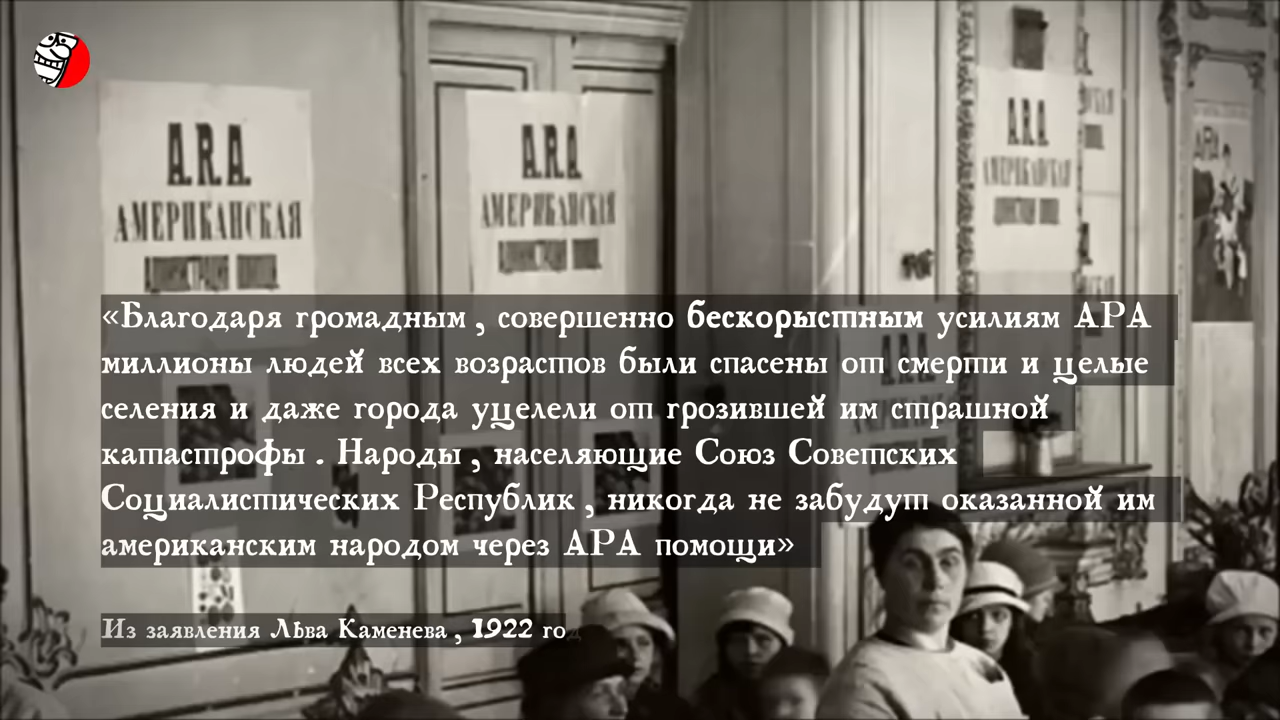 A.R.A.
АМЕРИКАНСКАЯ
A.R.A
АМЕРИКАНСКАЯ
A.R.A.
АМЕРИКАНСКАЯ
ARA
«Благодаря громадным, совершенно бескорыстным усилиям АРА
миллионы людей всех возрастов были спасены от смерти и целые
селения и даже города уцелели от грозившей им страшной
катастрофы. Народы, населяющие Союз Советских
Социалистических Республик, никогда не забудут оказанной им
американским народом через АРА помощи»
Из заявления Льва Каменева, 1922 го